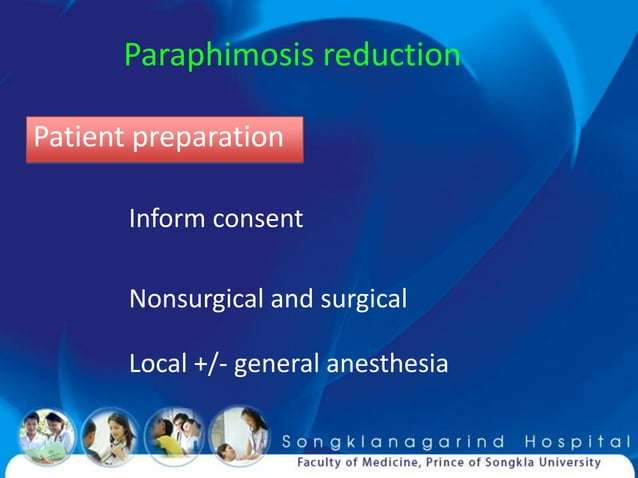 Paraphimosis reduction
Patient preparation
Inform consent
Nonsurgical and surgical
Local +/- general anesthesia
Songklanagarind Hospital
Faculty of Medicine, Prince of Songkla University